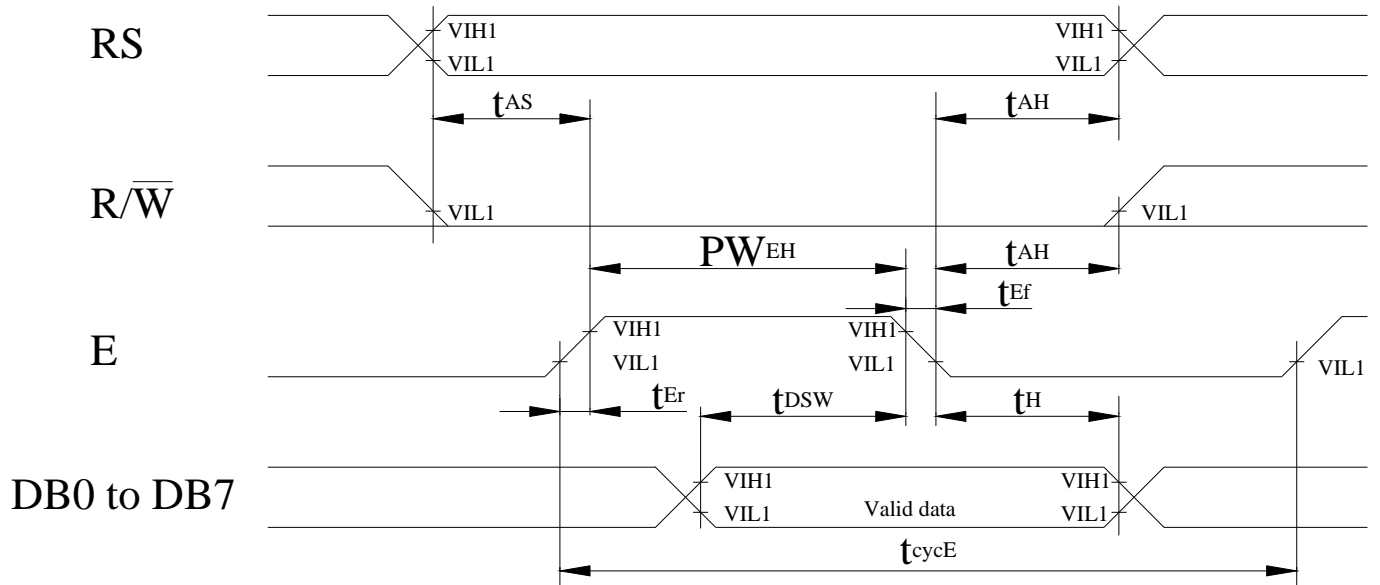 RS
VIH1
VIH1
VIL1
VIL1
tAS
tAH
R/W̅
VIL1
VIL1
PWEH
tAH
tEf
E
VIH1
VIH1
VIL1
VIL1
VIL1
tEr
tDSW
tH
DB0 to DB7
VIH1
VIH1
VIL1
Valid data
VIL1
tcycE